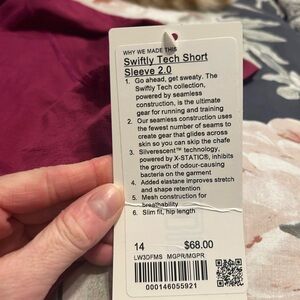 WHY WE MADE THIS
Swiftly Tech Short
Sleeve 2.0
1. Go ahead, get sweaty. The
Swiftly Tech collection,
powered by seamless
construction, is the ultimate
gear for running and training
2. Our seamless construction uses
the fewest number of seams to
create gear that glides across
skin so you can skip the chafe
3. Silverescent™ technology,
powered by X-STATIC®, inhibits
the growth of odour-causing
bacteria on the garment
4. Added elastane improves stretch
and shape retention
5. Mesh construction for
breathability
6. Slim fit, hip length
14 $68.00
LW3DFMS MGPR/MGPR
000146055921